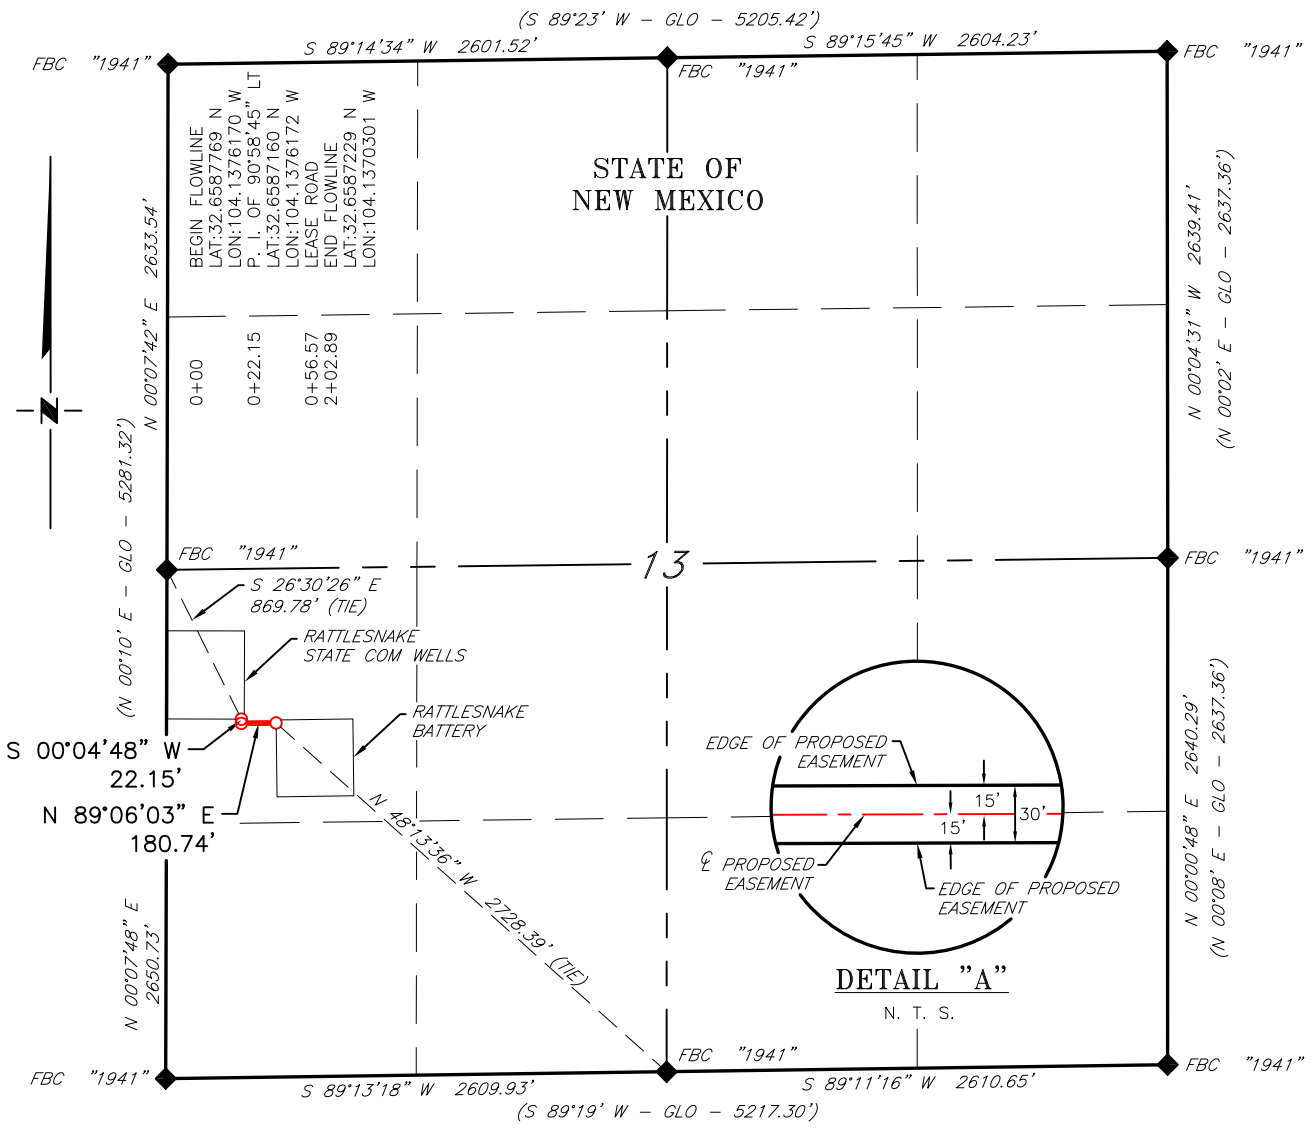 (S 89°23' W - GLO - 5205.42')
S 89°14'34" W 2601.52'
S 89°15'45" W 2604.23'
FBC "1941"
FBC "1941"
FBC "1941"
BEGIN FLOWLINE
LAT:32.6587769 N
LON:104.1376170 W
P. I. OF 90°58'45" LT
LAT:32.6587160 N
LON:104.1376172 W
LEASE ROAD
END FLOWLINE
LAT:32.6587229 N
LON:104.1370301 W
0+00
0+22.15
0+56.57
2+02.89
STATE OF
NEW MEXICO
N 00°07'42" E 2633.54'
(N 00°10' E - GLO - 5281.32')
N 00°04'31" W 2639.41'
(N 00°02' E - GLO - 2637.36')
N
FBC "1941"
13
FBC "1941"
S 26°30'26" E
869.78' (TIE)
RATTLESNAKE
STATE COM WELLS
RATTLESNAKE
BATTERY
S 00°04'48" W
22.15'
N 89°06'03" E
180.74'
N 48°13'36" W 2728.39' (TIE)
EDGE OF PROPOSED
EASEMENT
15'
30'
15'
℄ PROPOSED
EASEMENT
EDGE OF PROPOSED
EASEMENT
DETAIL "A"
N. T. S.
N 00°07'48" E
2650.73'
N 00°00'48" E 2640.29'
(N 00°08' E - GLO - 2637.36')
FBC "1941"
FBC "1941"
FBC "1941"
S 89°13'18" W 2609.93'
S 89°11'16" W 2610.65'
(S 89°19' W - GLO - 5217.30')